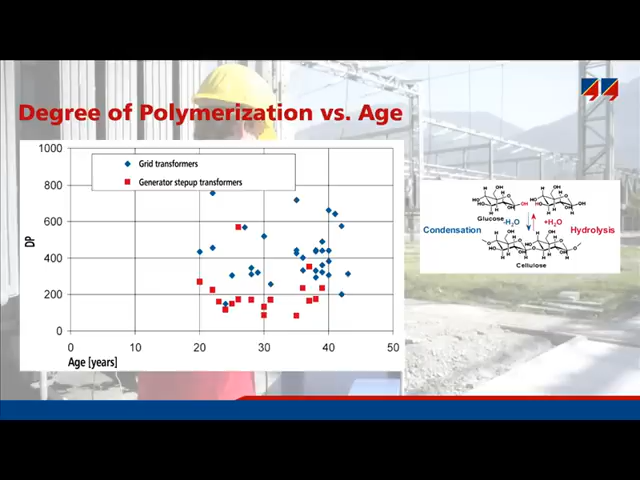 Degree of Polymerization vs. Age
1000
800
600
400
200
0
DP
Grid transformers
Generator stepup transformers
0
10
20
30
40
50
Age [years]
Glucose
-H₂O
+H₂O
Condensation
Hydrolysis
Cellulose